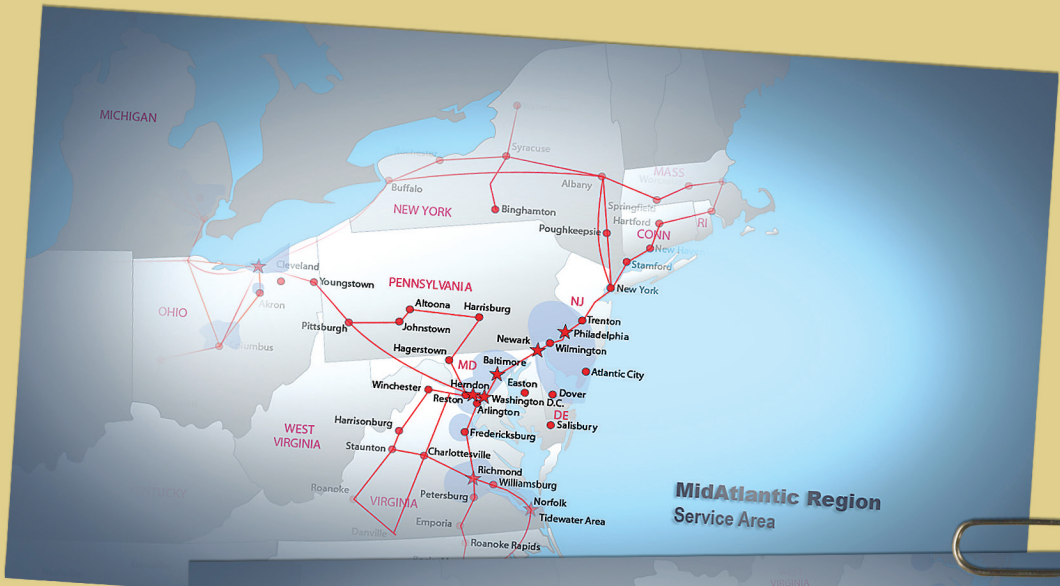 MICHIGAN
Syracuse
MASS
Albany
Buffalo
Springfield
NEW YORK
Binghamton
Hartford
RI
Poughkeepsie
CONN
New Haven
Stamford
Cleveland
Youngstown
PENNSYLVANIA
New York
Akron
Altoona
Harrisburg
NJ
OHIO
Trenton
Pittsburgh
Johnstown
Philadelphia
Newark
Wilmington
Hagerstown
MD
Baltimore
Atlantic City
Winchester
Herndon
Easton
Dover
Reston
Washington D.C.
Arlington
DE
Harrisonburg
WEST
VIRGINIA
Fredericksburg
Salisbury
Staunton
Charlottesville
Richmond
Williamsburg
Roanoke
VIRGINIA
Petersburg
Norfolk
Tidewater Area
Emporia
Danville
Roanoke Rapids
MidAtlantic Region
Service Area
VIRGINIA